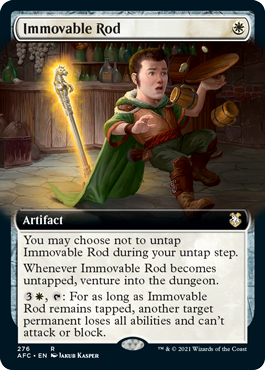 Immovable Rod
Artifact
You may choose not to untap
Immovable Rod during your untap step.
Whenever Immovable Rod becomes
untapped, venture into the dungeon.
3, : For as long as Immovable
Rod remains tapped, another target
permanent loses all abilities and can't
attack or block.
276 R
AFC • EN Jakub Kasper
™ & © 2021 Wizards of the Coast